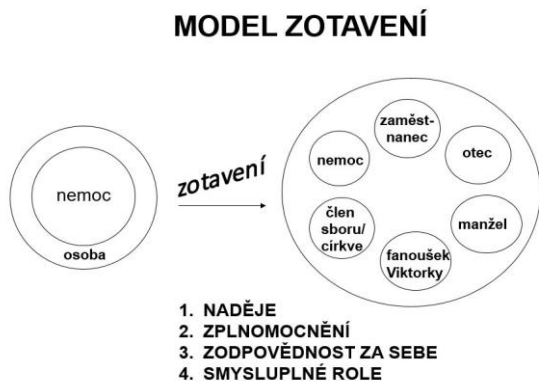 MODEL ZOTAVENÍ
nemoc
osoba
zotavení
zaměst-
nanec
nemoc
otec
člen
sboru/
církve
manžel
fanoušek
Viktorky
1. NADĚJE
2. ZPLNOMOCNĚNÍ
3. ZODPOVĚDNOST ZA SEBE
4. SMYSLUPLNÉ ROLE